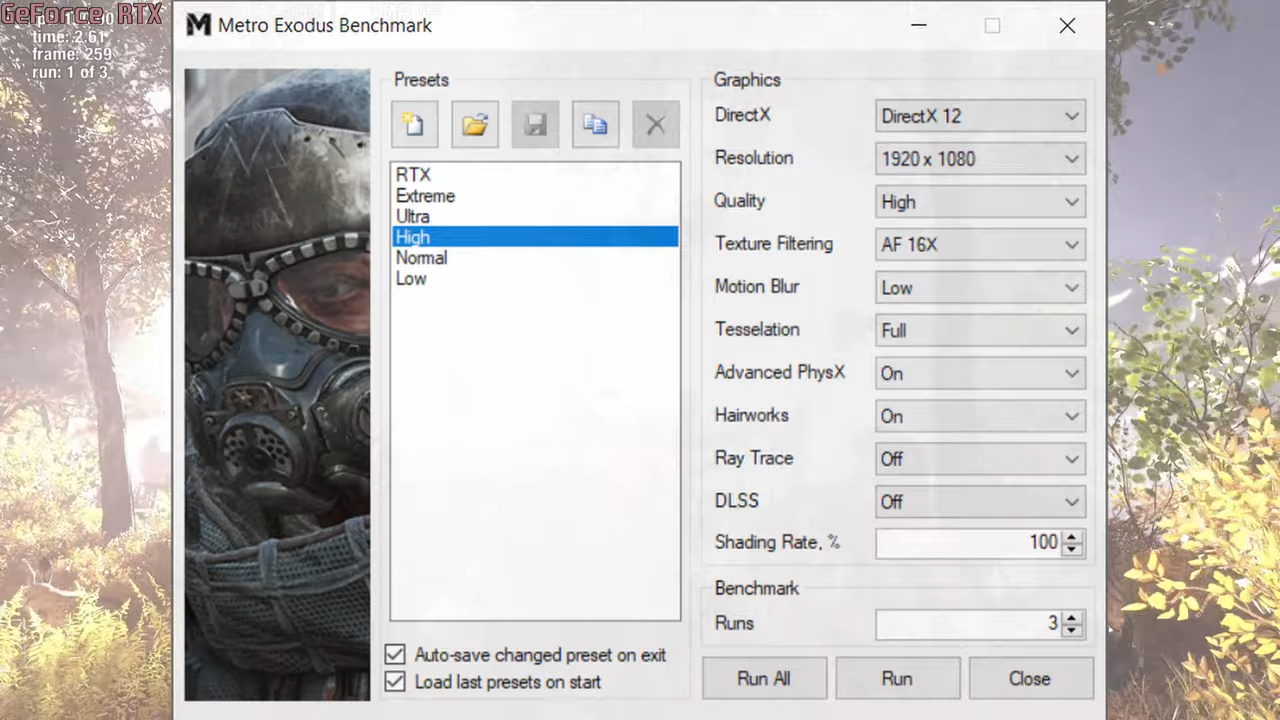 GeForce RTX
time: 2.61
frame: 259
run: 1 of 3
Metro Exodus Benchmark
Presets
RTX
Extreme
Ultra
High
Normal
Low
Auto-save changed preset on exit
Load last presets on start
Graphics
DirectX DirectX 12
Resolution 1920 x 1080
Quality High
Texture Filtering AF 16X
Motion Blur Low
Tesselation Full
Advanced PhysX On
Hairworks On
Ray Trace Off
DLSS Off
Shading Rate, % 100
Benchmark
Runs 3
Run All Run Close